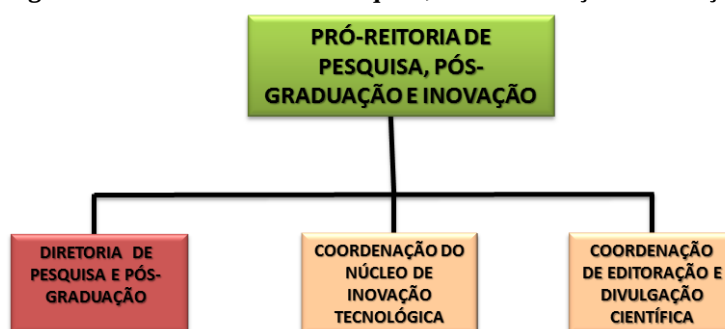 PRÓ-REITORIA DE
PESQUISA, PÓS-
GRADUAÇÃO E INOVAÇÃO
DIRETORIA DE
PESQUISA E PÓS-
GRADUAÇÃO
COORDENAÇÃO DO
NÚCLEO DE
INOVAÇÃO
TECNOLÓGICA
COORDENAÇÃO
DE EDITORAÇÃO E
DIVULGAÇÃO
CIENTÍFICA